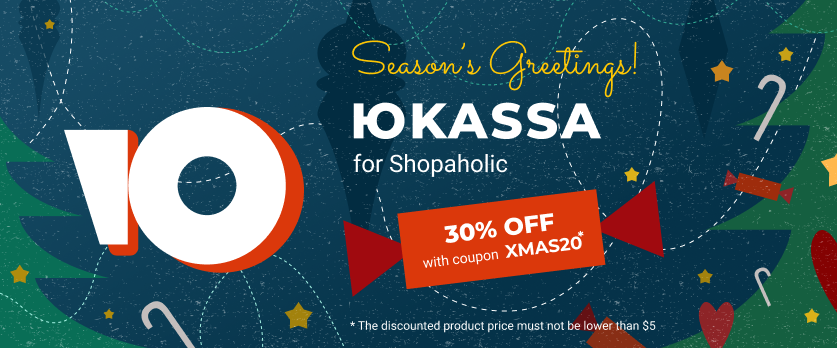 Season's Greetings!
ЮKASSA
for Shopaholic
30% OFF
with coupon XMAS20*
* The discounted product price must not be lower than $5